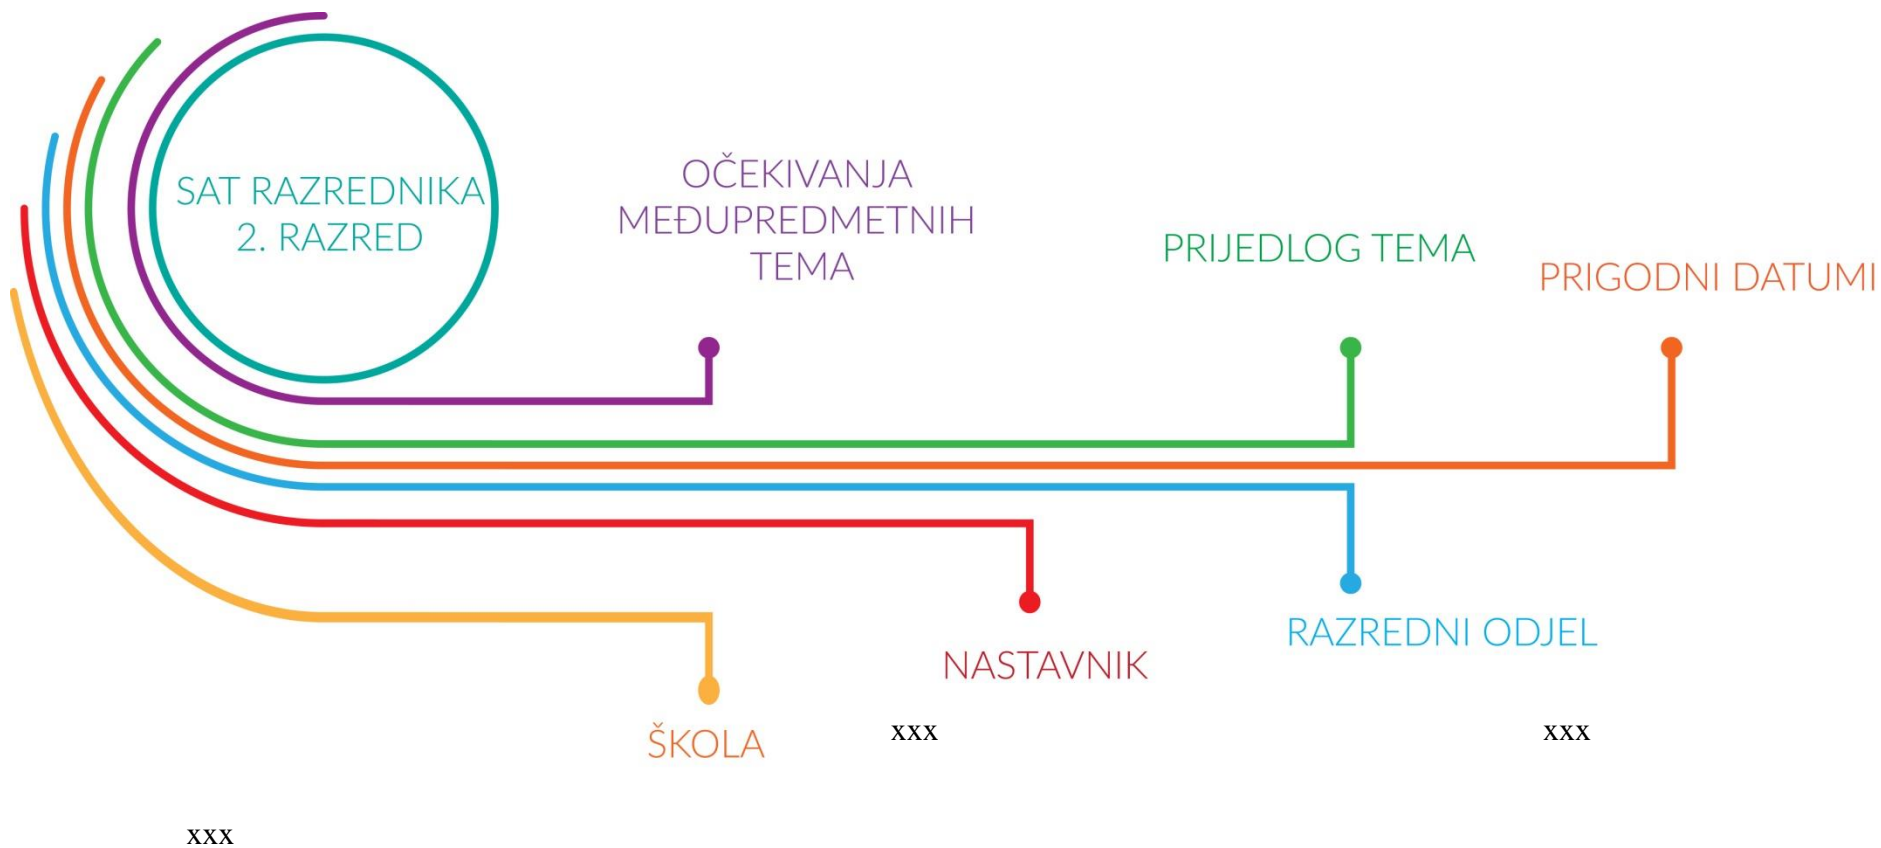 SAT RAZREDNIKA
2. RAZRED
OČEKIVANJA
MEĐUPREDMETNIH
TEMA
PRIJEDLOG TEMA
PRIGODNI DATUMI
RAZREDNI ODJEL
NASTAVNIK
ŠKOLA
xxx
xxx
xxx